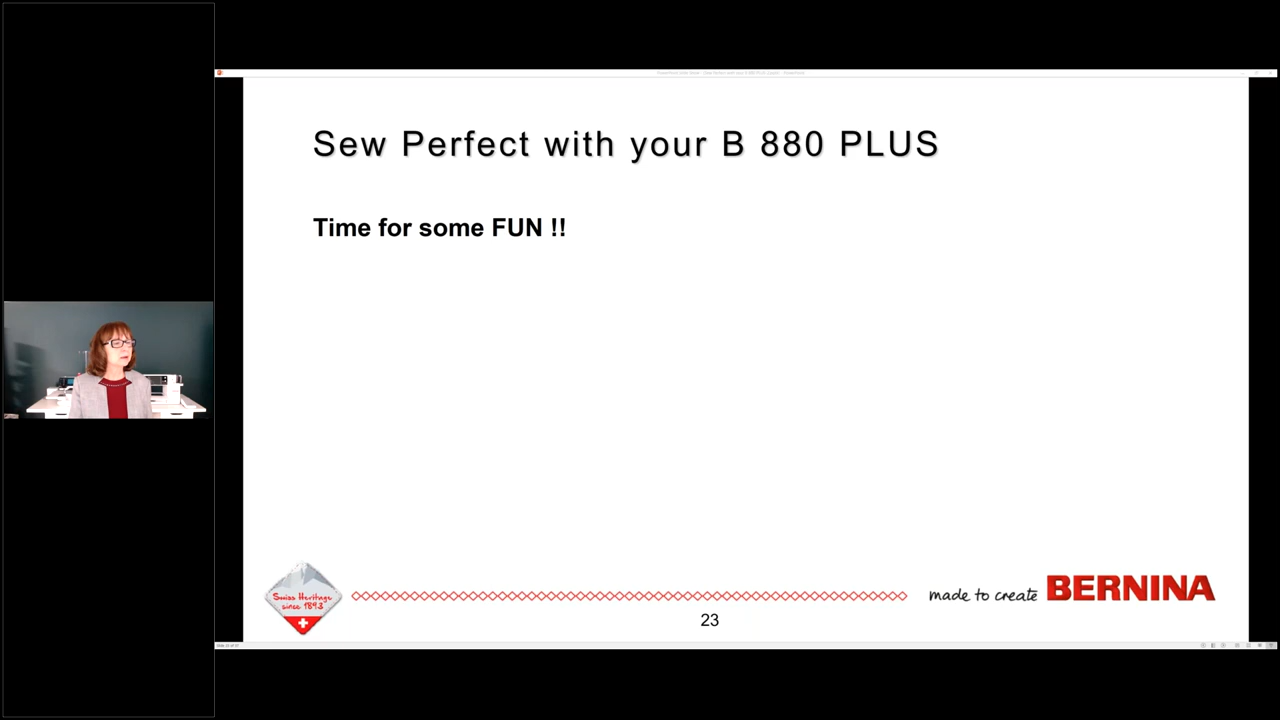 Sew Perfect with your B 880 PLUS
Time for some FUN !!
Swiss Heritage
since 1893
made to create BERNINA
23